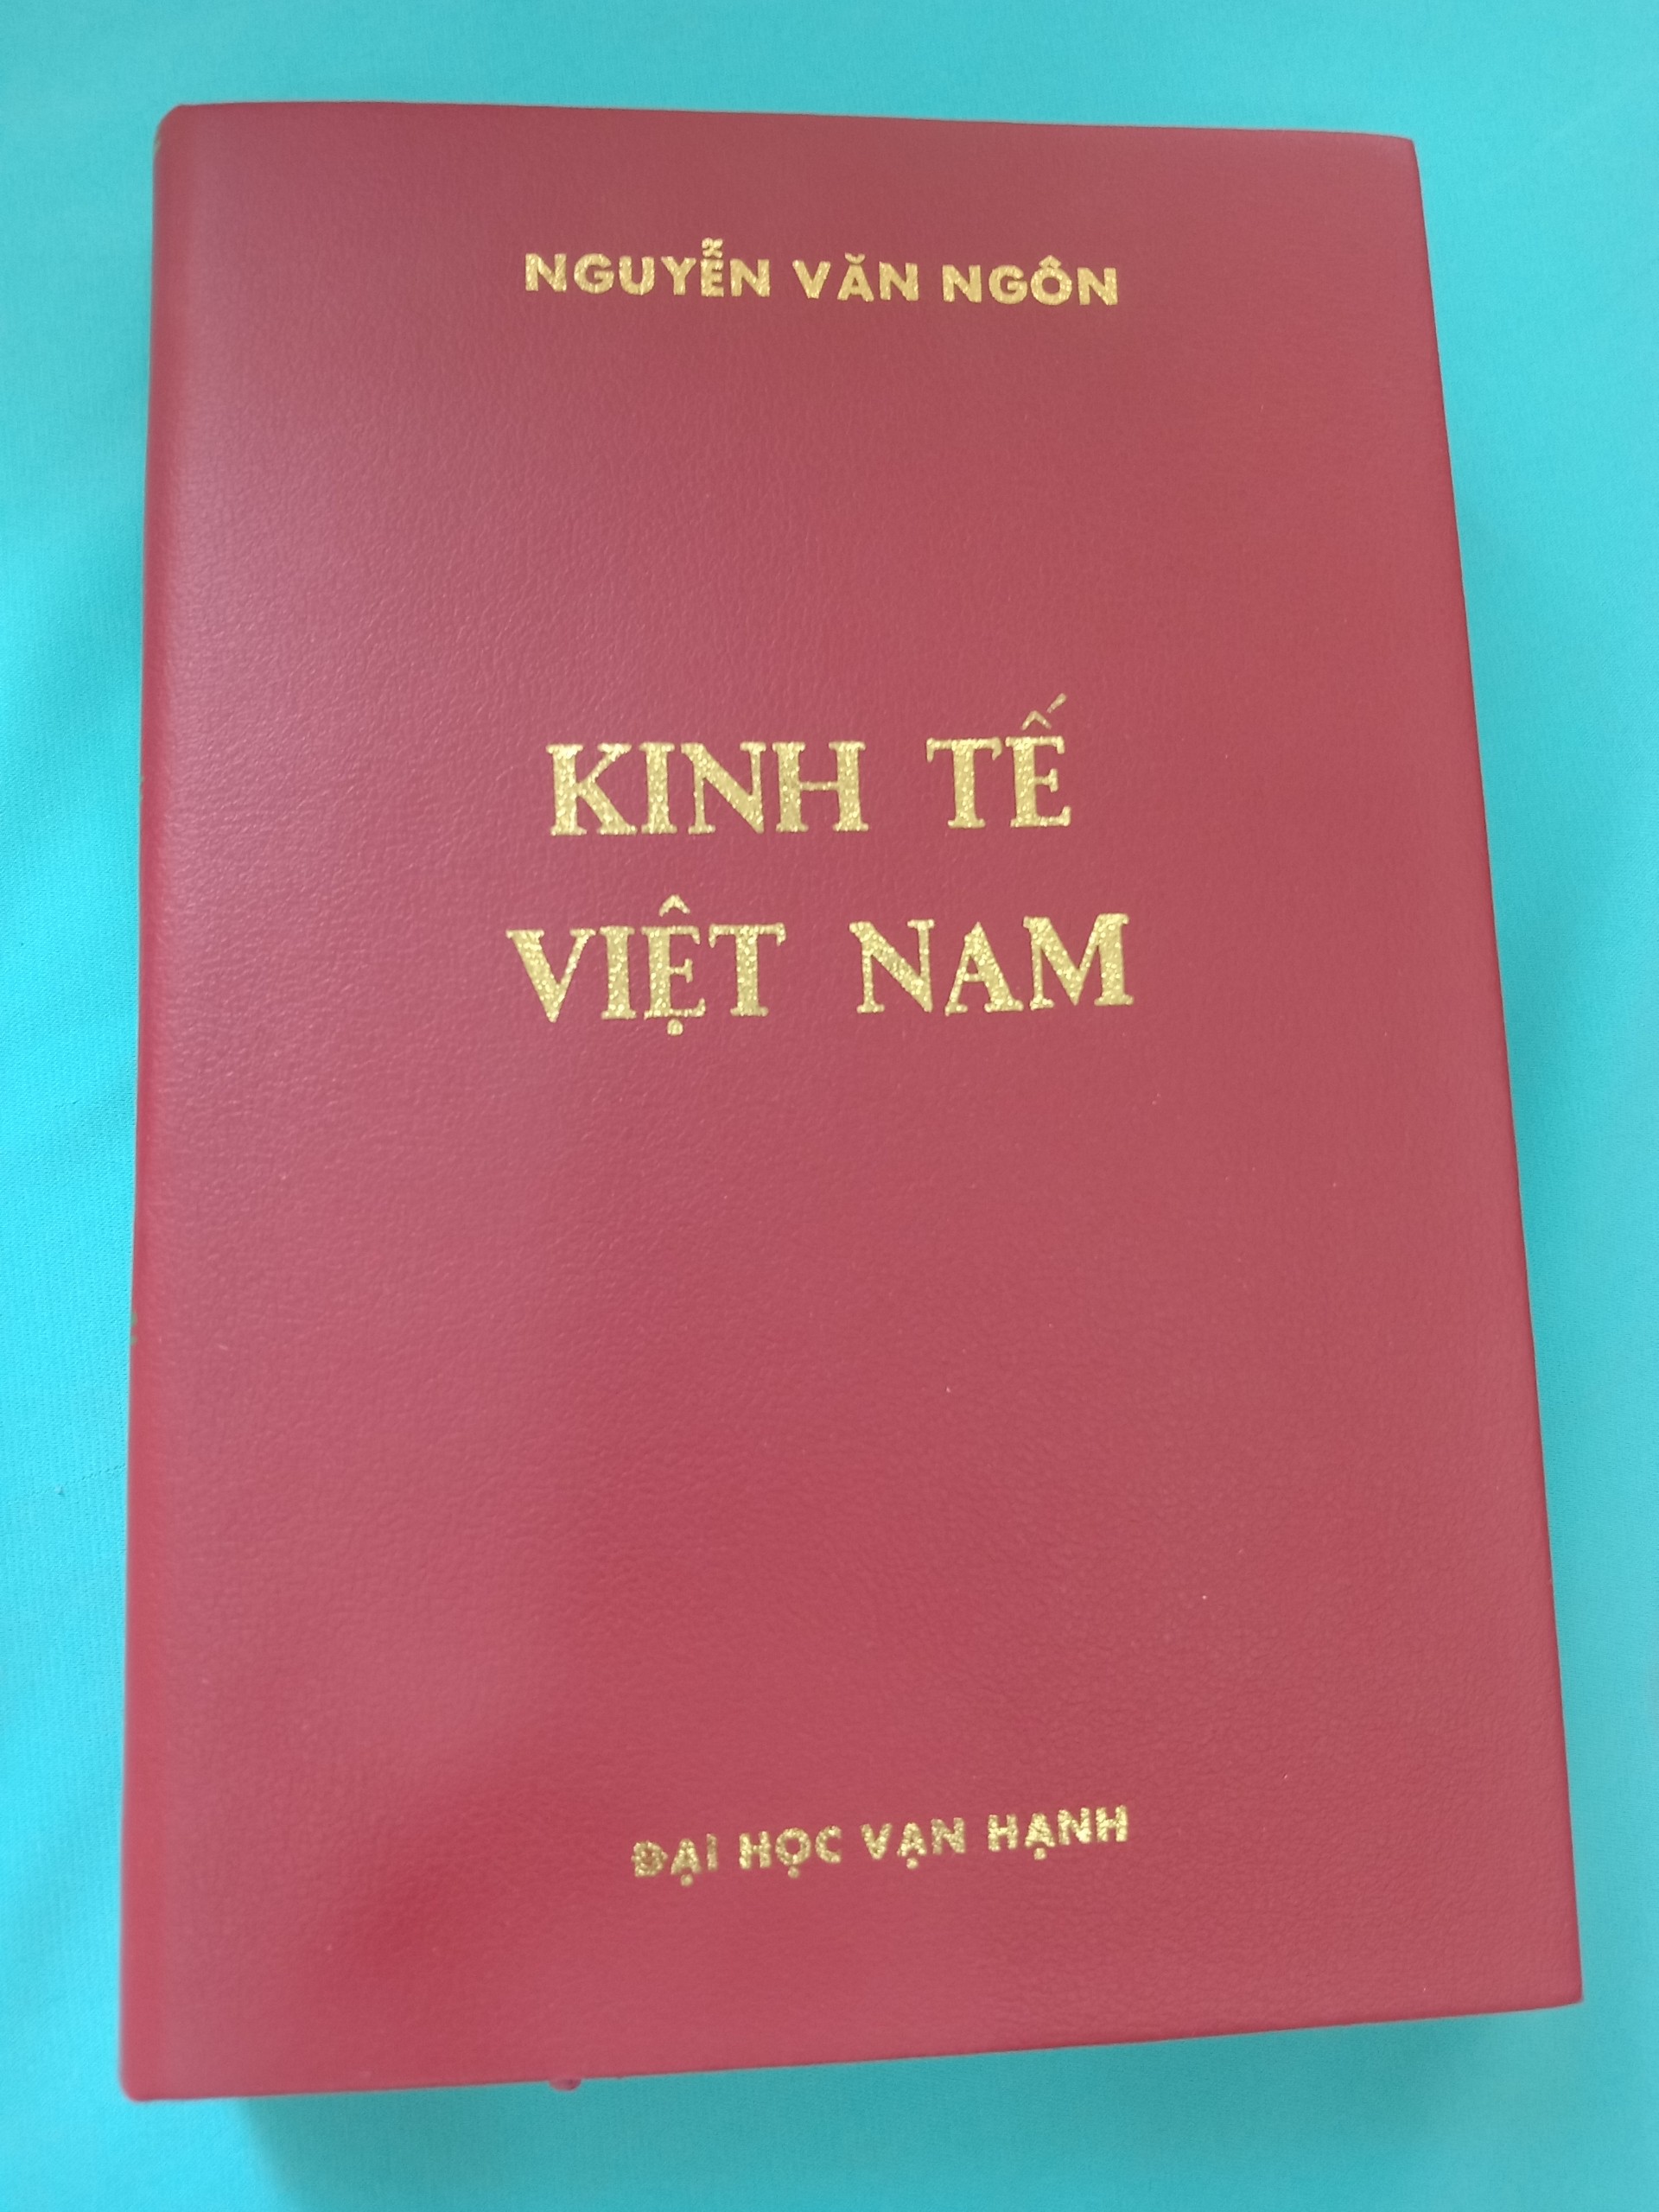 NGUYỄN VĂN NGÔN
KINH TẾ
VIỆT NAM
ĐẠI HỌC VẠN HẠNH